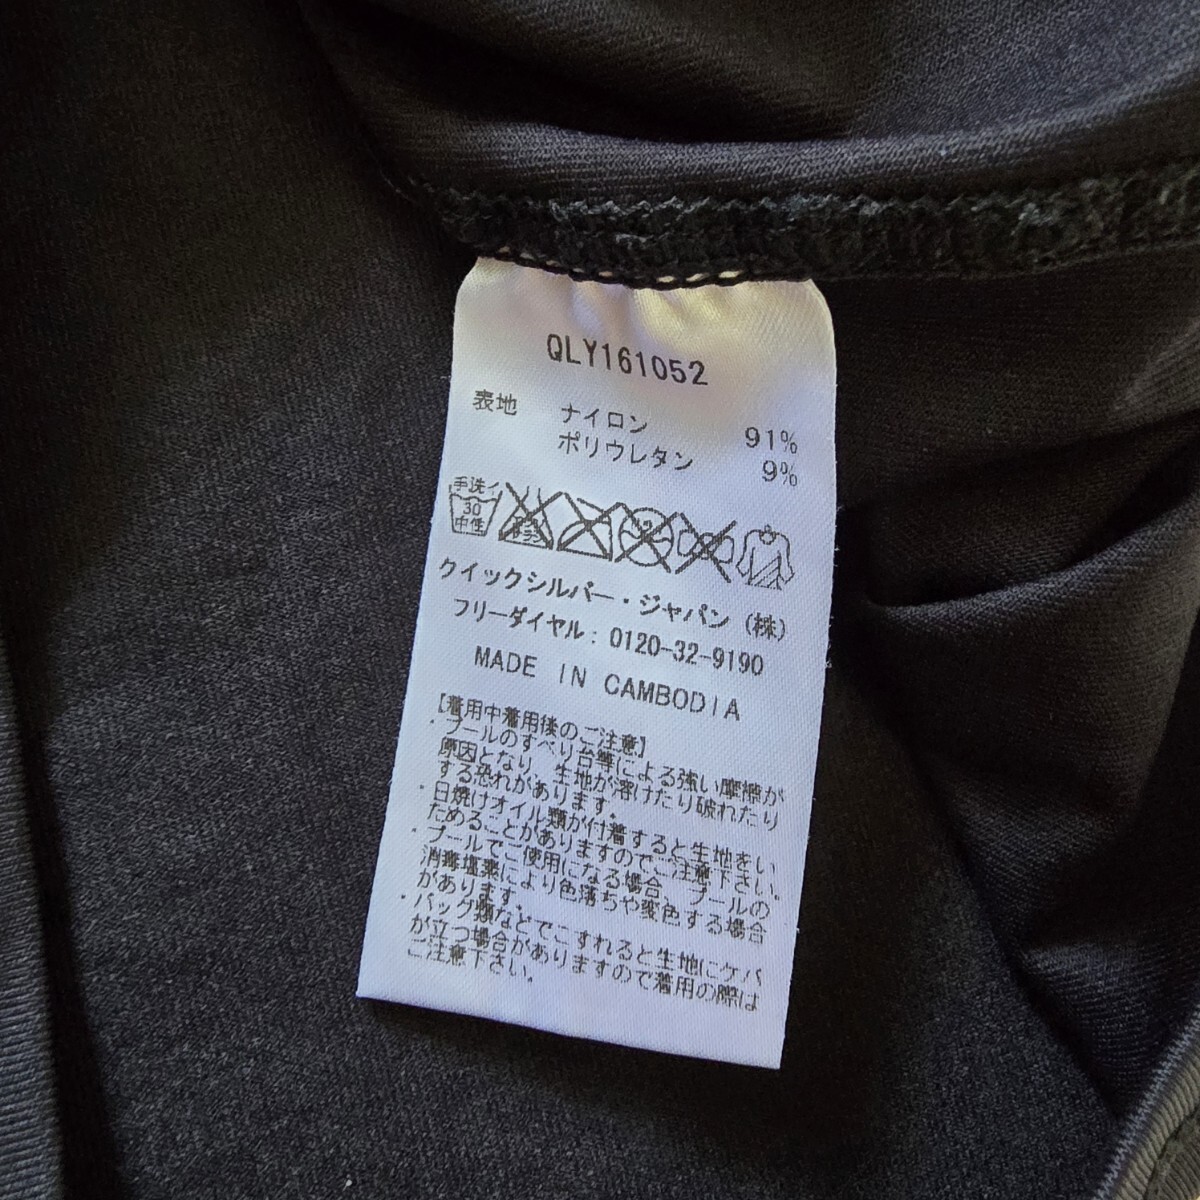 QLY161052
表地 ナイロン 91%
ポリウレタン 9%
手洗イ
30
中性
クイックシルバー・ジャパン(株)
フリーダイヤル:0120-32-9190
MADE IN CAMBODIA
【着用中着用後のご注意】
・プールのすべり台等による強い摩擦が
原因となり、生地が溶けたり破れたり
する恐れがあります。
・日焼けオイル類が付着すると生地をい
ためることがありますのでご注意下さい。
・プールでご使用になる場合、プールの
消毒塩素により色落ちや変色する場合
があります。
・バッグ類などでこすれると生地にケバ
が立つ場合がありますので着用の際は
ご注意下さい。